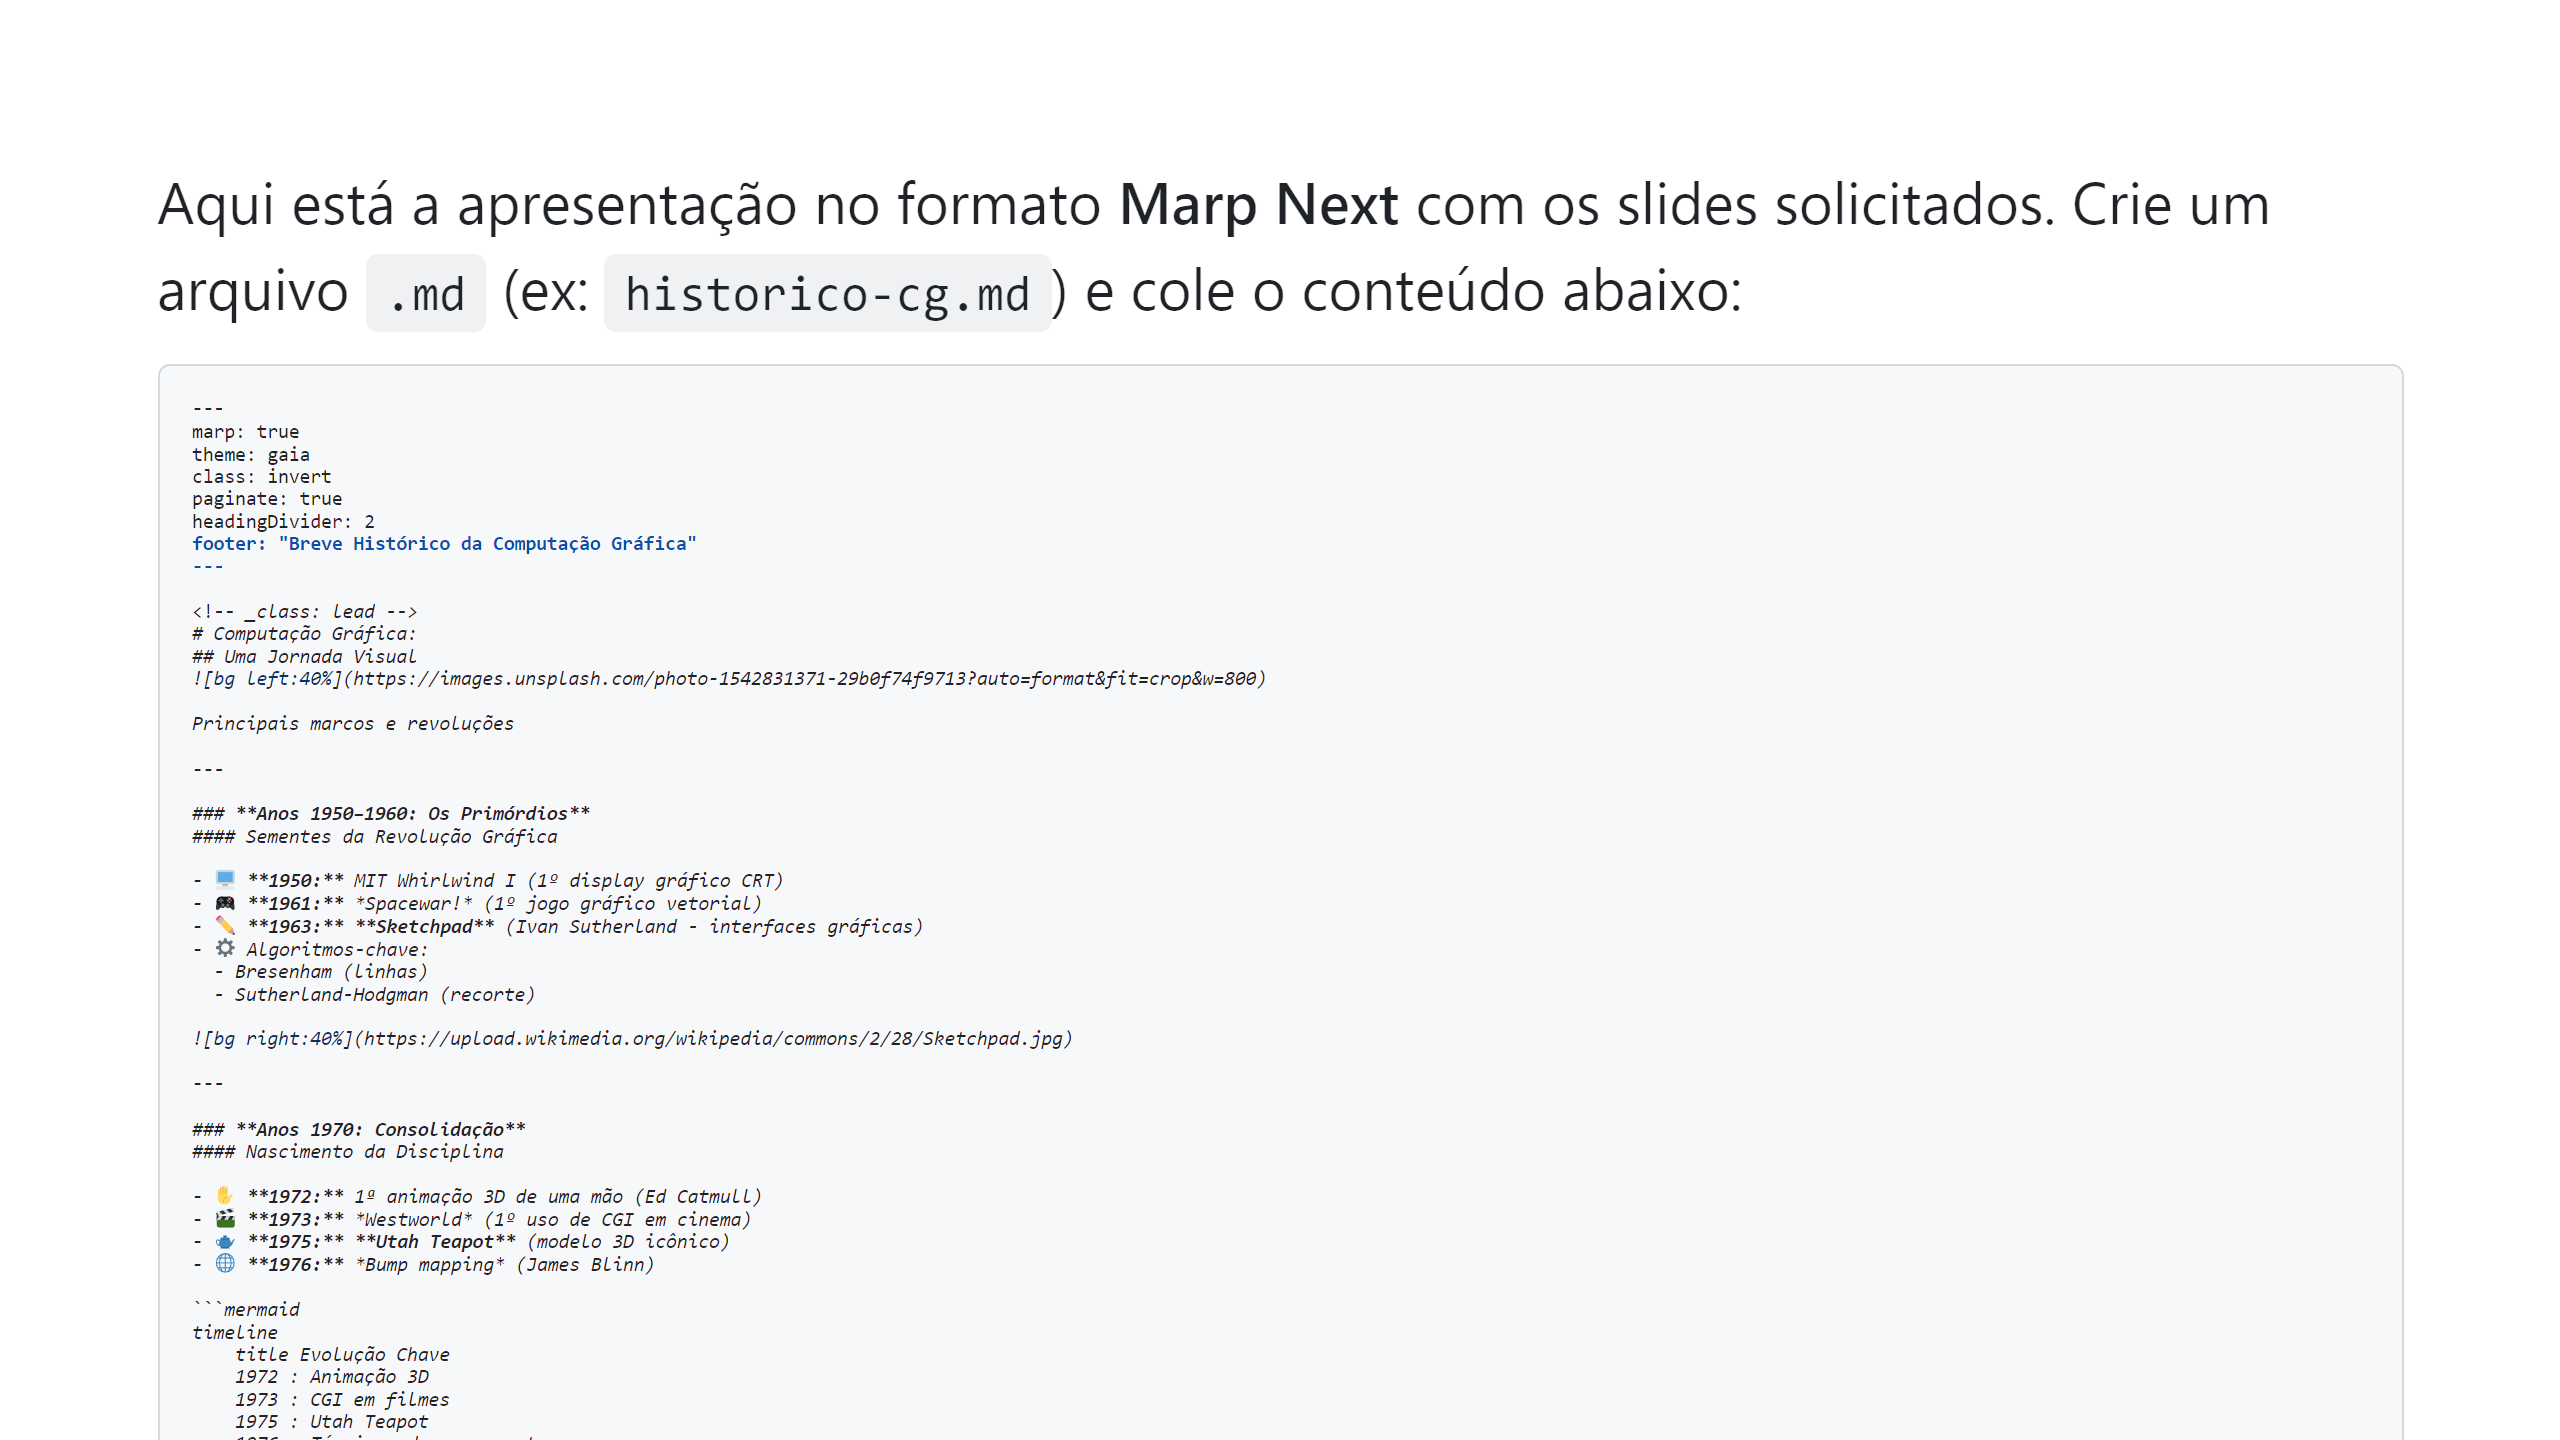 Aqui está a apresentação no formato Marp Next com os slides solicitados. Crie um
arquivo .md (ex: historico-cg.md) e cole o conteúdo abaixo:
---
marp: true
theme: gaia
class: invert
paginate: true
headingDivider: 2
footer: "Breve Histórico da Computação Gráfica"
---
<!-- _class: lead -->
# Computação Gráfica:
## Uma Jornada Visual
![bg left:40%](https://images.unsplash.com/photo-1542831371-29b0f74f9713?auto=format&fit=crop&w=800)
Principais marcos e revoluções
---
### **Anos 1950–1960: Os Primórdios**
#### Sementes da Revolução Gráfica
- 🖥️ **1950:** MIT Whirlwind I (1º display gráfico CRT)
- 🎮 **1961:** *Spacewar!* (1º jogo gráfico vetorial)
- ✏️ **1963:** **Sketchpad** (Ivan Sutherland - interfaces gráficas)
- ⚙️ Algoritmos-chave:
  - Bresenham (linhas)
  - Sutherland-Hodgman (recorte)
![bg right:40%](https://upload.wikimedia.org/wikipedia/commons/2/28/Sketchpad.jpg)
---
### **Anos 1970: Consolidação**
#### Nascimento da Disciplina
- ✋ **1972:** 1ª animação 3D de uma mão (Ed Catmull)
- 🎬 **1973:** *Westworld* (1º uso de CGI em cinema)
- 🫖 **1975:** **Utah Teapot** (modelo 3D icônico)
- 🌐 **1976:** *Bump mapping* (James Blinn)
```mermaid
timeline
    title Evolução Chave
    1972 : Animação 3D
    1973 : CGI em filmes
    1975 : Utah Teapot